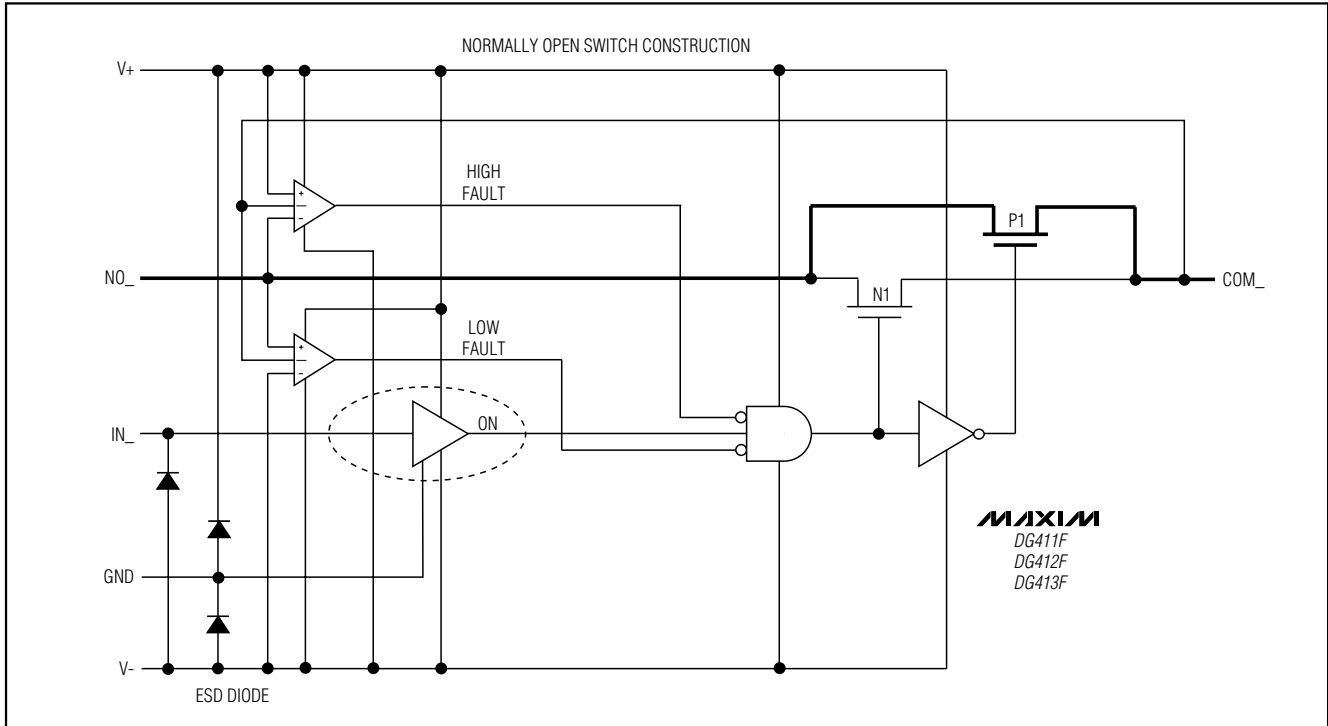 NORMALLY OPEN SWITCH CONSTRUCTION
V+
HIGH
FAULT
+
−
P1
NO_
COM_
N1
LOW
FAULT
+
−
ON
IN_
MAXIM
DG411F
DG412F
DG413F
GND
V-
ESD DIODE